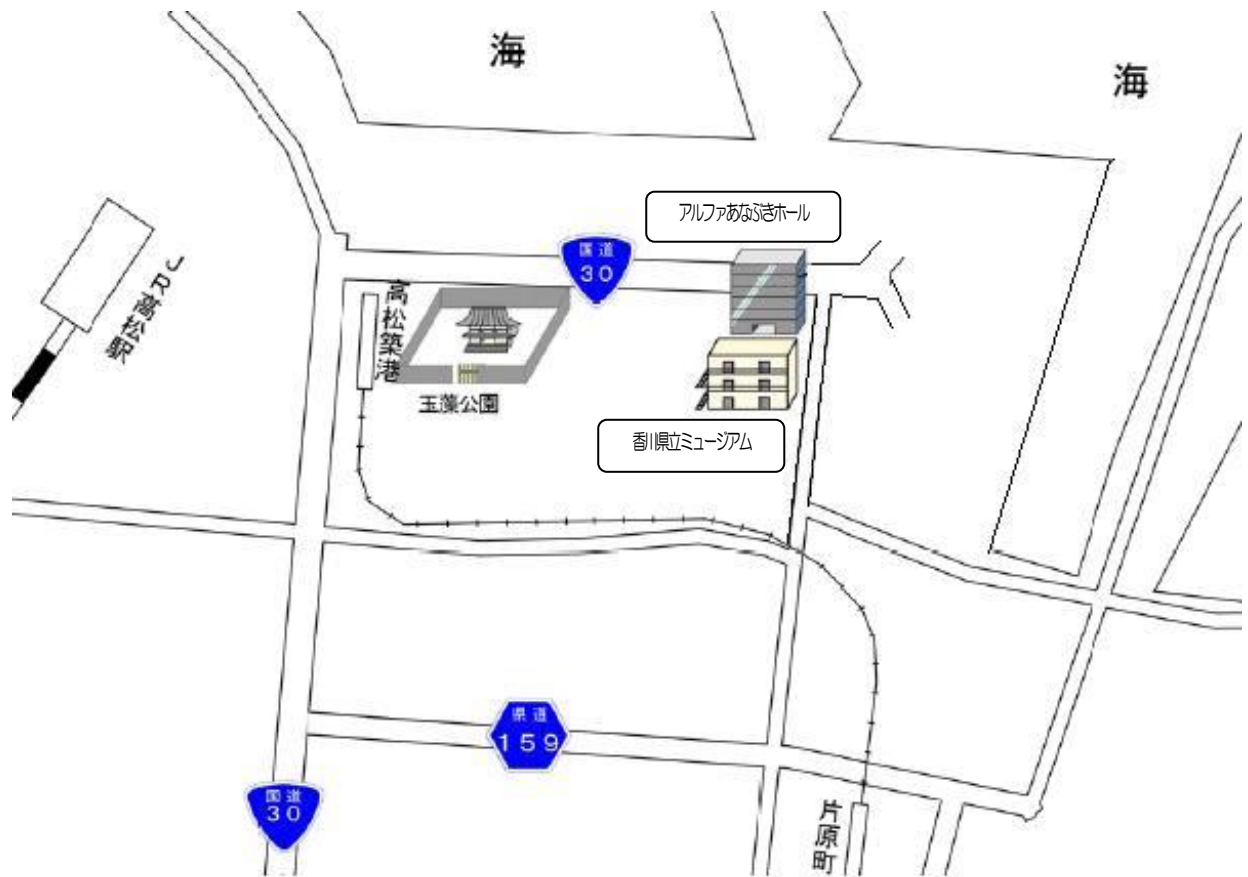 海
海
アルファあなぶきホール
国道
30
JR高松駅
高松築港
玉藻公園
香川県立ミュージアム
県道
159
国道
30
片原町